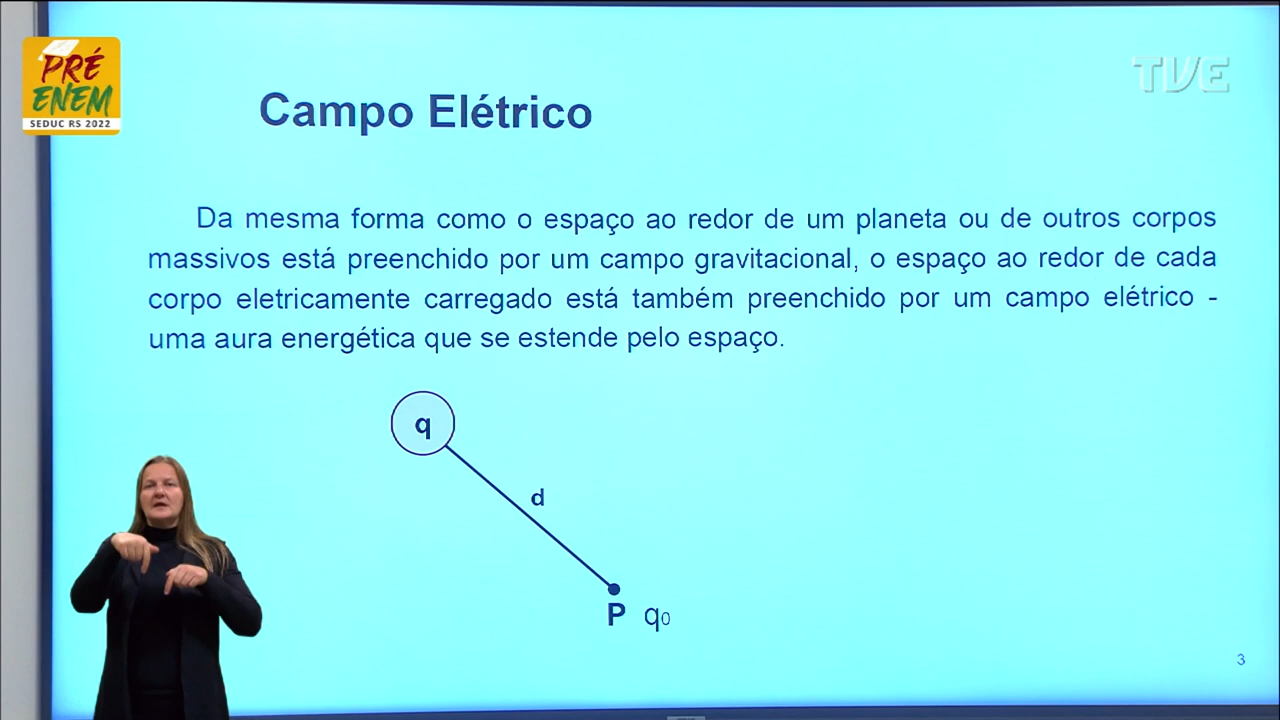 PRÉ
ENEM
SEDUC RS 2022
TVE
Campo Elétrico
Da mesma forma como o espaço ao redor de um planeta ou de outros corpos
massivos está preenchido por um campo gravitacional, o espaço ao redor de cada
corpo eletricamente carregado está também preenchido por um campo elétrico -
uma aura energética que se estende pelo espaço.
q
d
P q₀
3